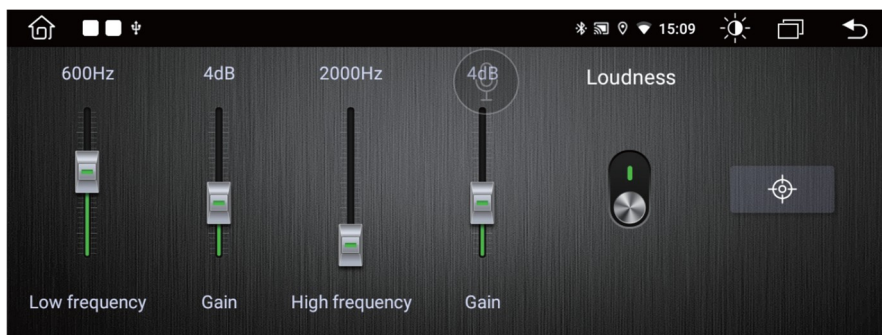 15:09
600Hz 4dB 2000Hz 4dB Loudness
Low frequency Gain High frequency Gain